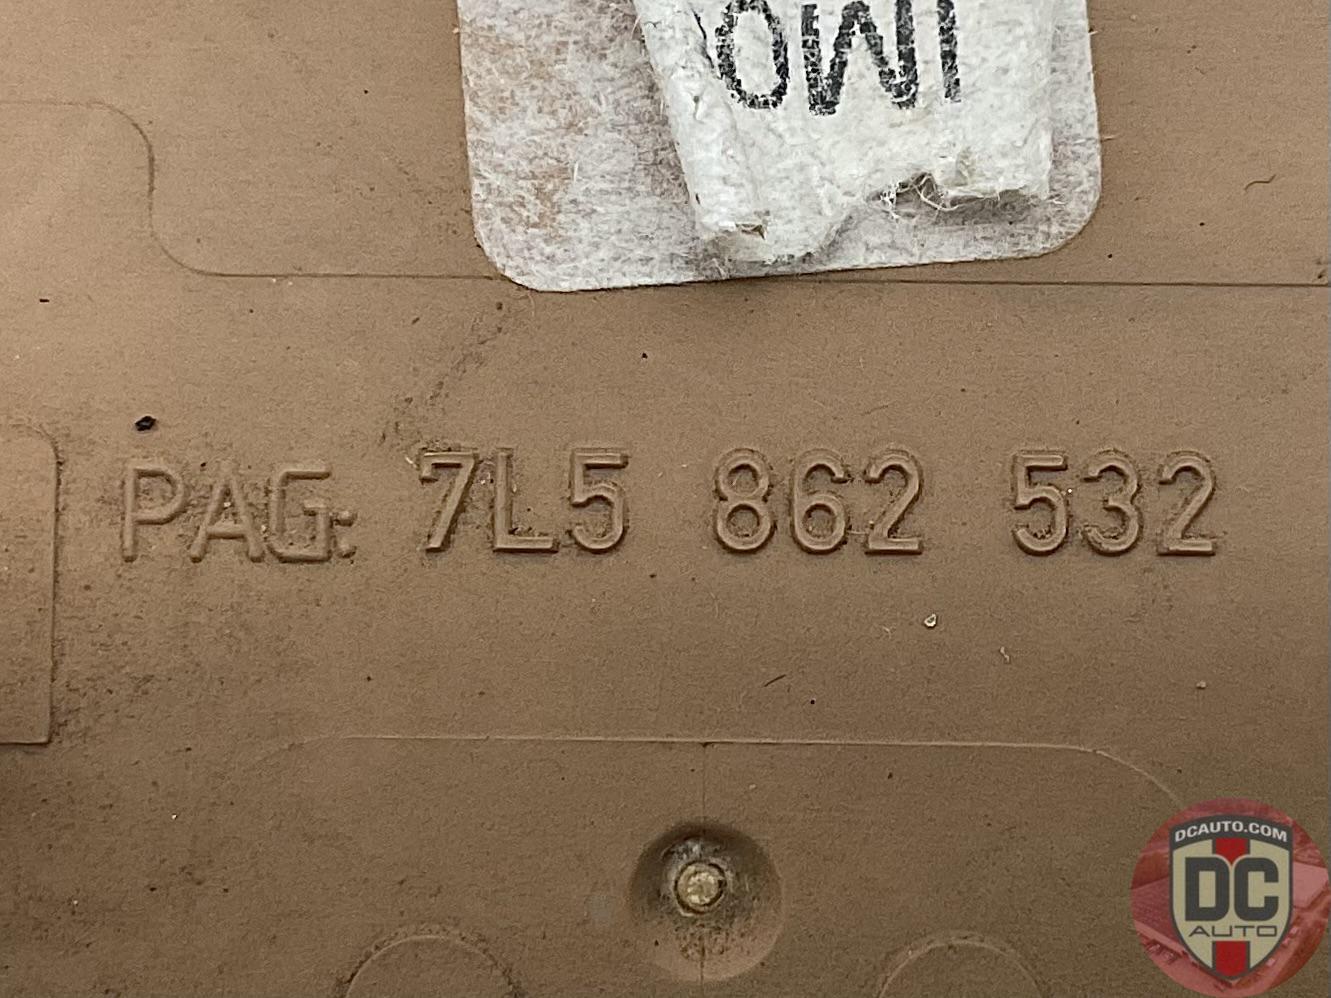 PAG: 7L5 862 532
DCAUTO.COM
DC
AUTO